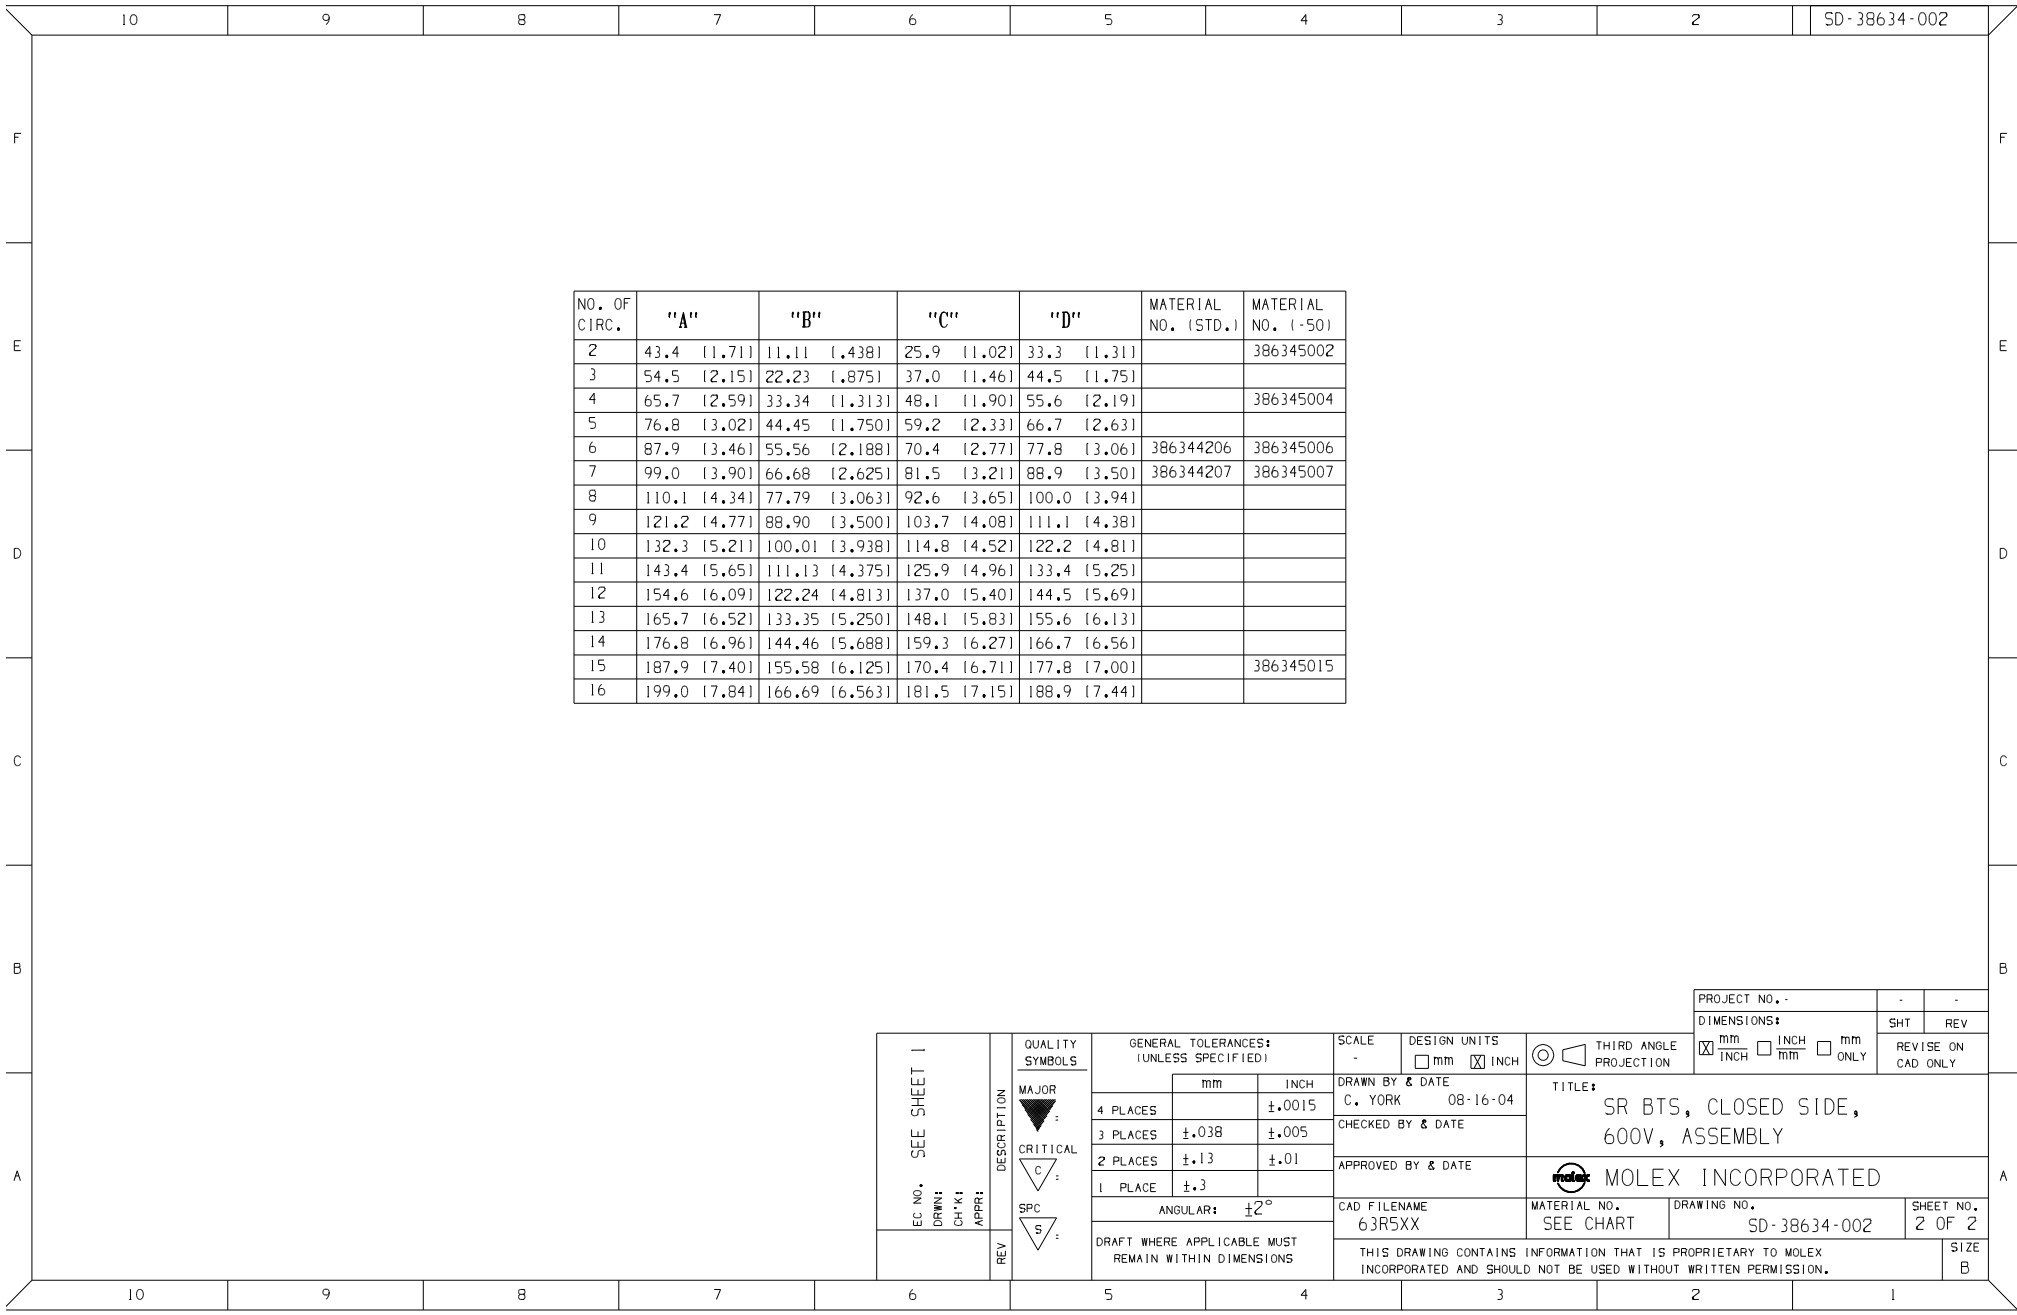 10 9 8 7 6 5 4 3 2 SD-38634-002
F F
E E
D D
C C
B B
A A
NO. OF CIRC. "A" "B" "C" "D" MATERIAL NO. (STD.) MATERIAL NO. (-50)
2 43.4 [1.71] 11.11 [.438] 25.9 [1.02] 33.3 [1.31] 386345002
3 54.5 [2.15] 22.23 [.875] 37.0 [1.46] 44.5 [1.75]
4 65.7 [2.59] 33.34 [1.313] 48.1 [1.90] 55.6 [2.19] 386345004
5 76.8 [3.02] 44.45 [1.750] 59.2 [2.33] 66.7 [2.63]
6 87.9 [3.46] 55.56 [2.188] 70.4 [2.77] 77.8 [3.06] 386344206 386345006
7 99.0 [3.90] 66.68 [2.625] 81.5 [3.21] 88.9 [3.50] 386344207 386345007
8 110.1 [4.34] 77.79 [3.063] 92.6 [3.65] 100.0 [3.94]
9 121.2 [4.77] 88.90 [3.500] 103.7 [4.08] 111.1 [4.38]
10 132.3 [5.21] 100.01 [3.938] 114.8 [4.52] 122.2 [4.81]
11 143.4 [5.65] 111.13 [4.375] 125.9 [4.96] 133.4 [5.25]
12 154.6 [6.09] 122.24 [4.813] 137.0 [5.40] 144.5 [5.69]
13 165.7 [6.52] 133.35 [5.250] 148.1 [5.83] 155.6 [6.13]
14 176.8 [6.96] 144.46 [5.688] 159.3 [6.27] 166.7 [6.56]
15 187.9 [7.40] 155.58 [6.125] 170.4 [6.71] 177.8 [7.00] 386345015
16 199.0 [7.84] 166.69 [6.563] 181.5 [7.15] 188.9 [7.44]
PROJECT NO. - - -
DIMENSIONS: SHT REV
X mm INCH INCH mm mm ONLY
REVISE ON
CAD ONLY
EC NO. SEE SHEET 1
DRWN:
CH'K:
APPR:
DESCRIPTION
REV
QUALITY
SYMBOLS
MAJOR
=
CRITICAL
C =
SPC
S =
GENERAL TOLERANCES:
(UNLESS SPECIFIED)
mm INCH
4 PLACES ±.0015
3 PLACES ±.038 ±.005
2 PLACES ±.13 ±.01
1 PLACE ±.3
ANGULAR: ±2°
DRAFT WHERE APPLICABLE MUST
REMAIN WITHIN DIMENSIONS
SCALE
-
DESIGN UNITS
mm X INCH
THIRD ANGLE
PROJECTION
DRAWN BY & DATE
C. YORK 08-16-04
CHECKED BY & DATE
APPROVED BY & DATE
TITLE:
SR BTS, CLOSED SIDE,
600V, ASSEMBLY
molex MOLEX INCORPORATED
CAD FILENAME
63R5XX
MATERIAL NO.
SEE CHART
DRAWING NO.
SD-38634-002
SHEET NO.
2 OF 2
THIS DRAWING CONTAINS INFORMATION THAT IS PROPRIETARY TO MOLEX
INCORPORATED AND SHOULD NOT BE USED WITHOUT WRITTEN PERMISSION.
SIZE
B
10 9 8 7 6 5 4 3 2 1